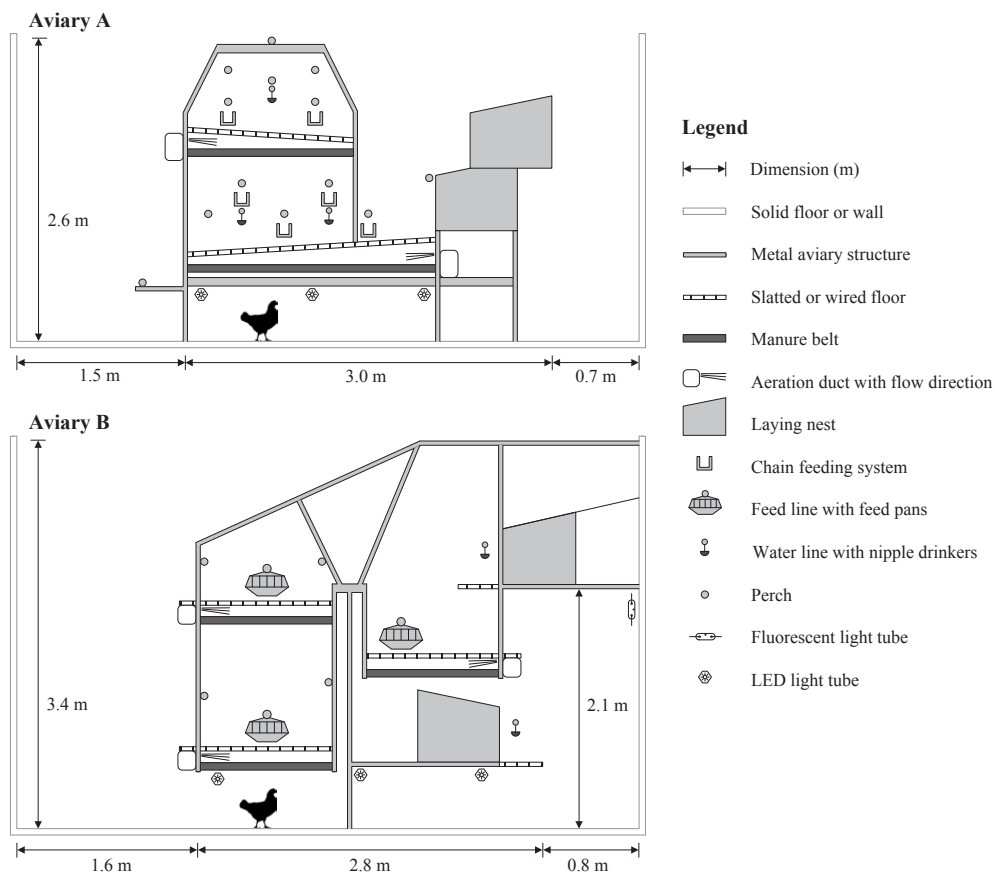 Aviary A
2.6 m
1.5 m
3.0 m
0.7 m
Aviary B
3.4 m
2.1 m
1.6 m
2.8 m
0.8 m
Legend
Dimension (m)
Solid floor or wall
Metal aviary structure
Slatted or wired floor
Manure belt
Aeration duct with flow direction
Laying nest
Chain feeding system
Feed line with feed pans
Water line with nipple drinkers
Perch
Fluorescent light tube
LED light tube